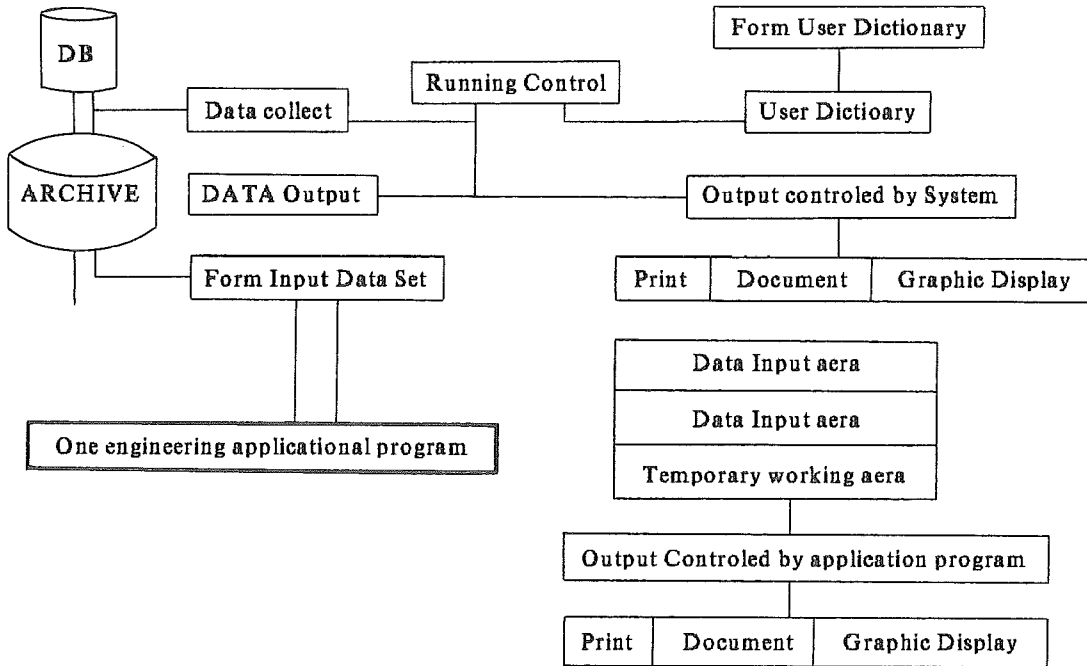 Form User Dictionary
DB
Running Control
Data collect
User Dictioary
ARCHIVE
DATA Output
Output controled by System
Form Input Data Set
Print
Document
Graphic Display
Data Input aera
Data Input aera
One engineering applicational program
Temporary working aera
Output Controled by application program
Print
Document
Graphic Display